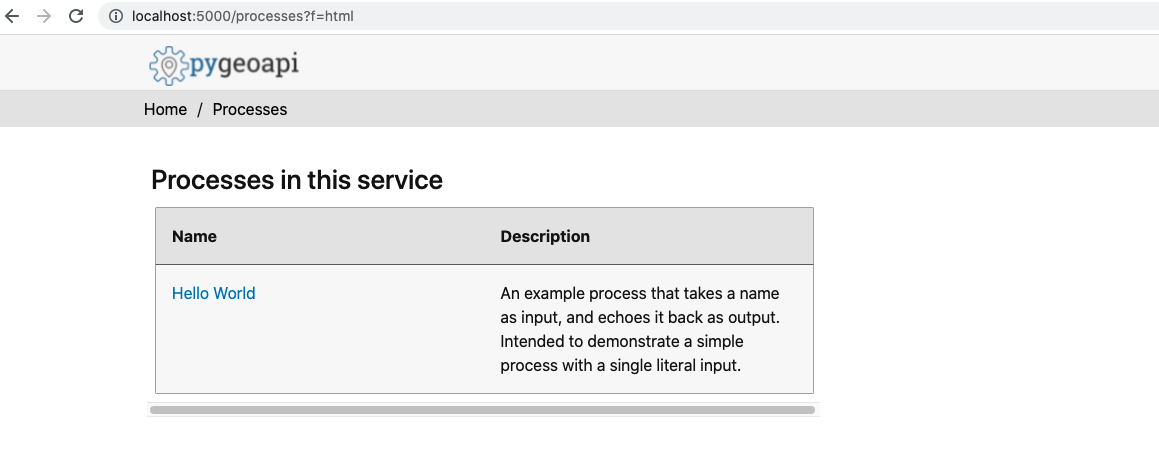 localhost:5000/processes?f=html
pygeoapi
Home / Processes
Processes in this service
Name Description
Hello World An example process that takes a name
as input, and echoes it back as output.
Intended to demonstrate a simple
process with a single literal input.